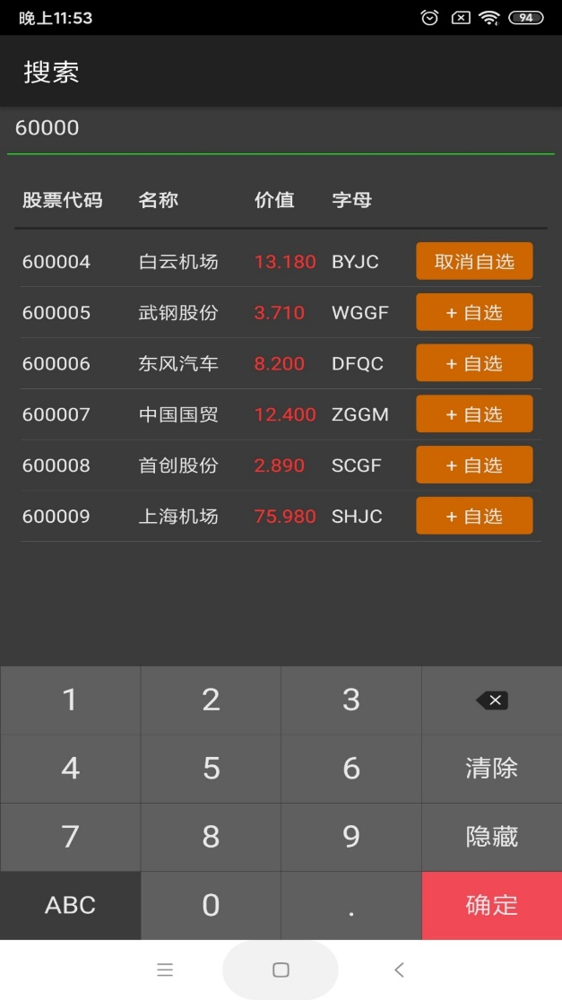 晚上11:53
94
搜索
60000
股票代码 名称 价值 字母
600004 白云机场 13.180 BYJC 取消自选
600005 武钢股份 3.710 WGGF + 自选
600006 东风汽车 8.200 DFQC + 自选
600007 中国国贸 12.400 ZGGM + 自选
600008 首创股份 2.890 SCGF + 自选
600009 上海机场 75.980 SHJC + 自选
1 2 3
4 5 6 清除
7 8 9 隐藏
ABC 0 . 确定